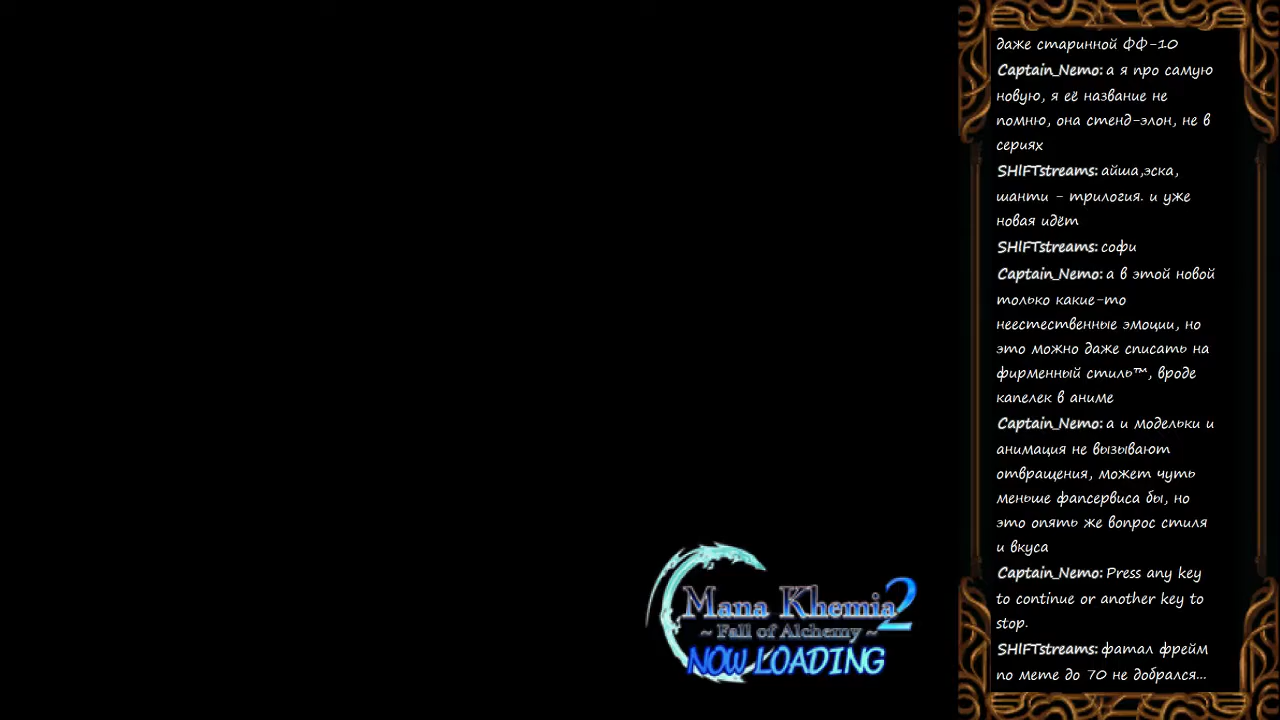 даже старинной ФФ-10
Captain_Nemo: а я про самую
новую, я её название не
помню, она стенд-элон, не в
сериях
SHIFTstreams: айша,эска,
шанти - трилогия. и уже
новая идёт
SHIFTstreams: софи
Captain_Nemo: а в этой новой
только какие-то
неестественные эмоции, но
это можно даже списать на
фирменный стиль™, вроде
капелек в аниме
Captain_Nemo: а и модельки и
анимация не вызывают
отвращения, может чуть
меньше фапсервиса бы, но
это опять же вопрос стиля
и вкуса
Captain_Nemo: Press any key
to continue or another key to
stop.
SHIFTstreams: фатал фрейм
по мете до 70 не добрался...
Mana Khemia 2
~ Fall of Alchemy ~
NOW LOADING